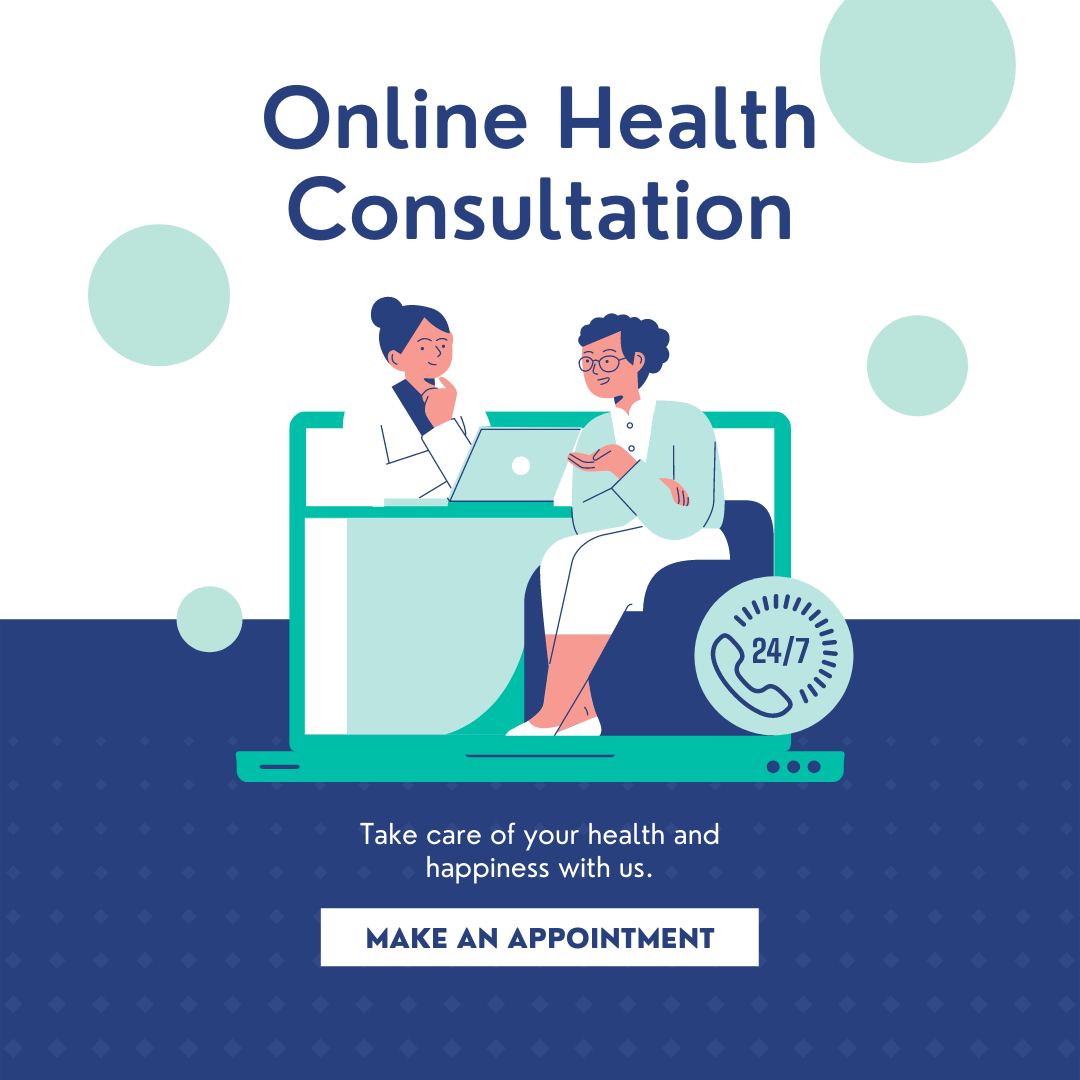 Online Health
Consultation
24/7
Take care of your health and
happiness with us.
MAKE AN APPOINTMENT